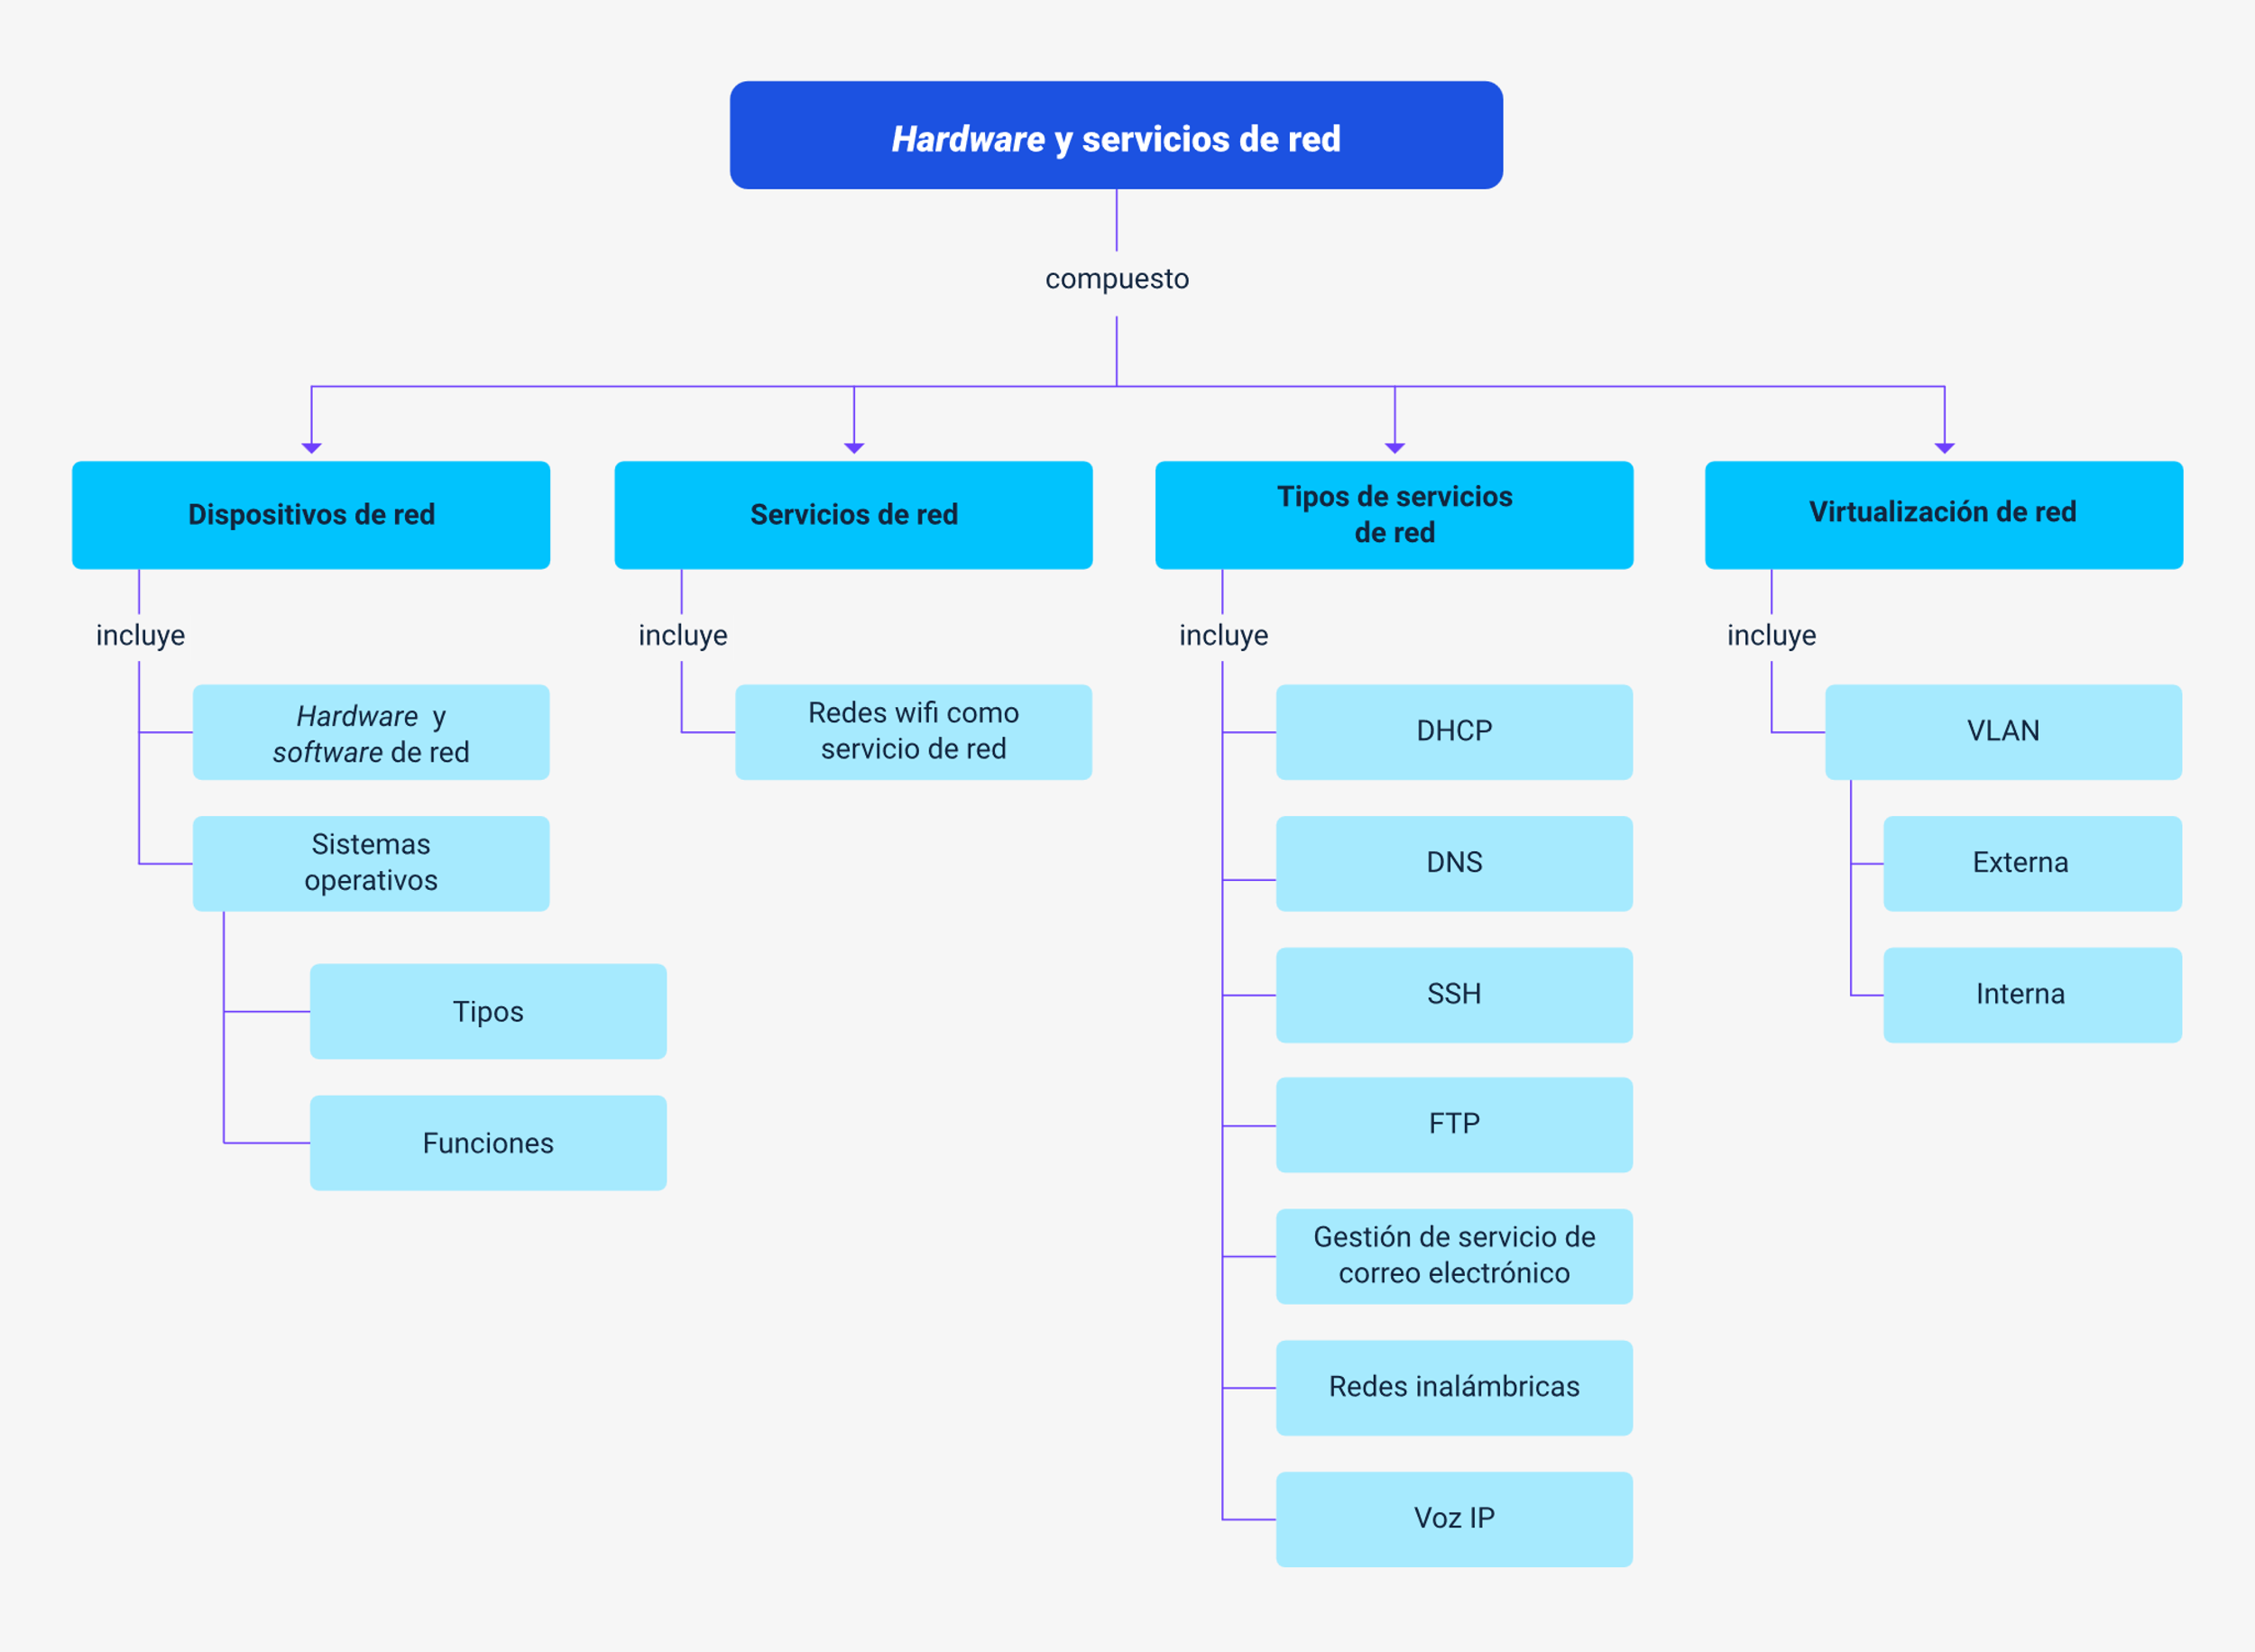 Hardware y servicios de red
compuesto
Dispositivos de red
incluye
Hardware y
software de red
Sistemas
operativos
Tipos
Funciones
Servicios de red
incluye
Redes wifi como
servicio de red
Tipos de servicios
de red
incluye
DHCP
DNS
SSH
FTP
Gestión de servicio de
correo electrónico
Redes inalámbricas
Voz IP
Virtualización de red
incluye
VLAN
Externa
Interna